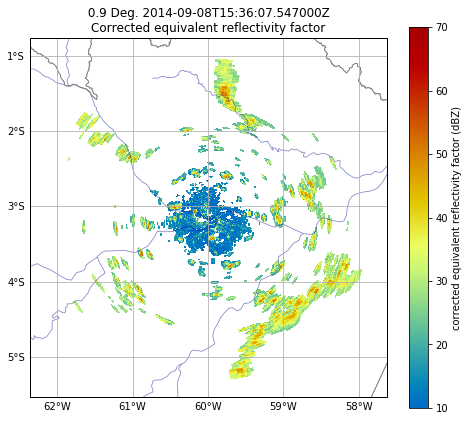 0.9 Deg. 2014-09-08T15:36:07.547000Z
Corrected equivalent reflectivity factor
1°S
2°S
3°S
4°S
5°S
62°W 61°W 60°W 59°W 58°W
70
60
50
40
30
20
10
corrected equivalent reflectivity factor (dBZ)